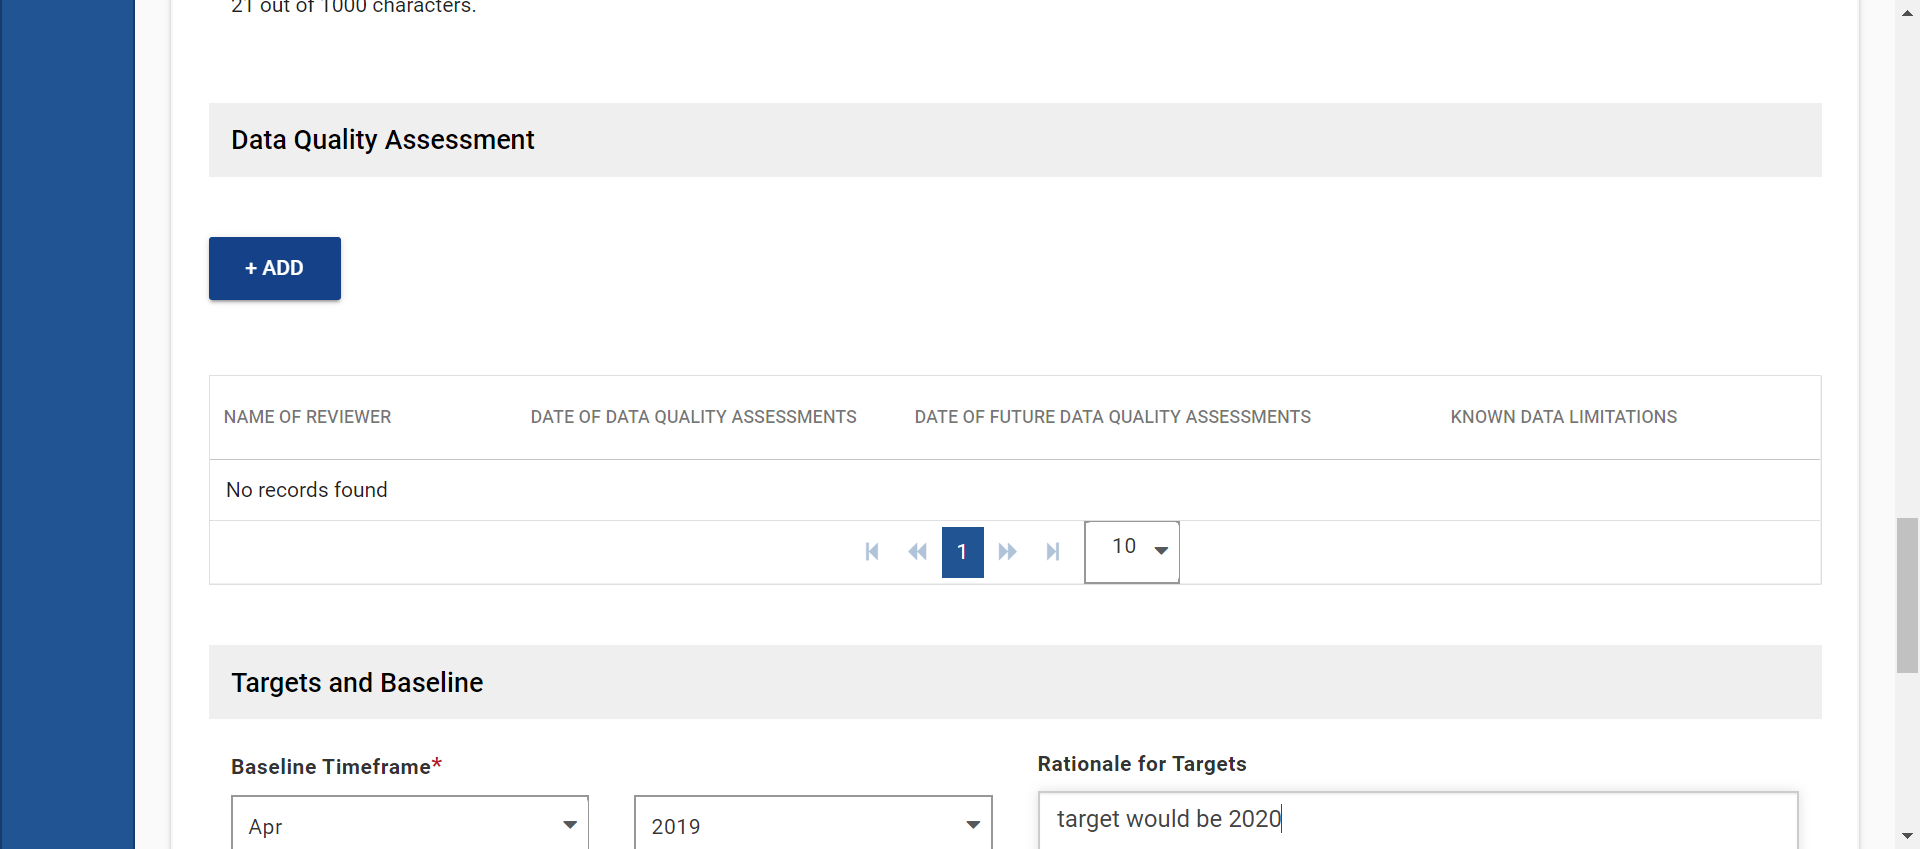 21 out of 1000 characters.
Data Quality Assessment
+ ADD
NAME OF REVIEWER DATE OF DATA QUALITY ASSESSMENTS DATE OF FUTURE DATA QUALITY ASSESSMENTS KNOWN DATA LIMITATIONS
No records found
1 10
Targets and Baseline
Baseline Timeframe* Rationale for Targets
Apr 2019 target would be 2020